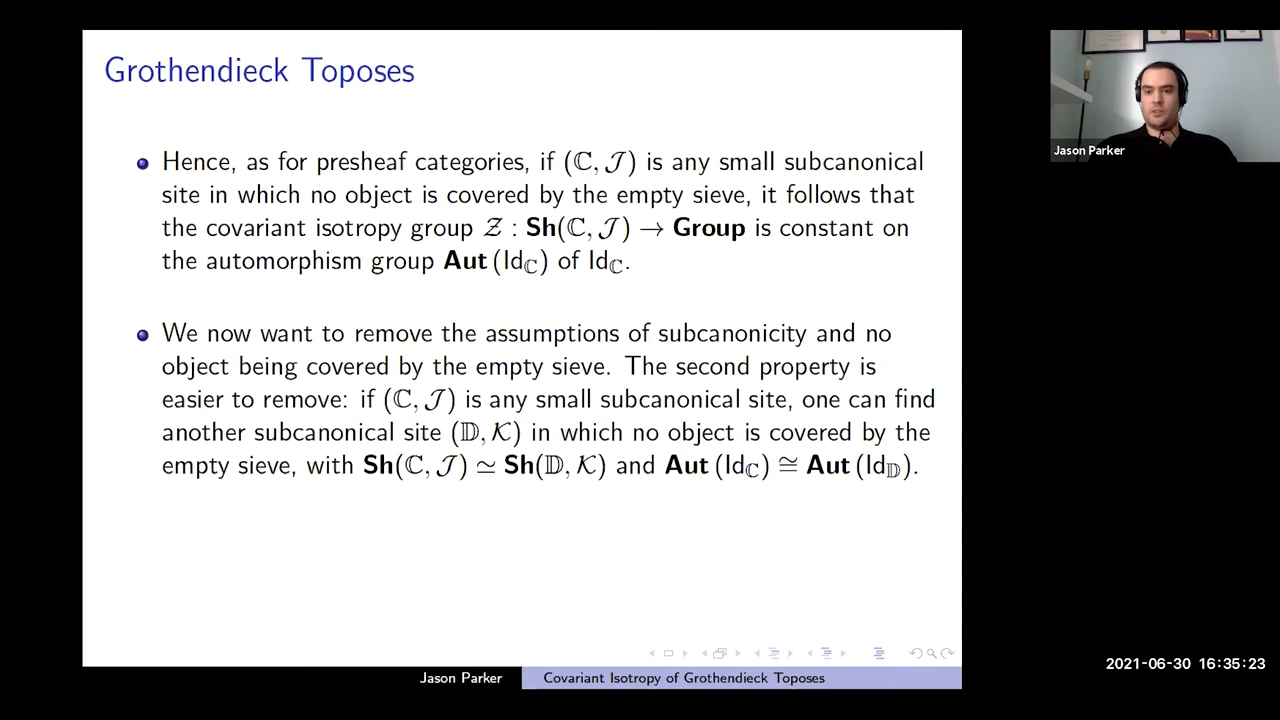 Grothendieck Toposes
Hence, as for presheaf categories, if (ℂ, 𝒥) is any small subcanonical
site in which no object is covered by the empty sieve, it follows that
the covariant isotropy group 𝒵 : Sh(ℂ, 𝒥) → Group is constant on
the automorphism group Aut (Id_ℂ) of Id_ℂ.
We now want to remove the assumptions of subcanonicity and no
object being covered by the empty sieve. The second property is
easier to remove: if (ℂ, 𝒥) is any small subcanonical site, one can find
another subcanonical site (𝔻, 𝒦) in which no object is covered by the
empty sieve, with Sh(ℂ, 𝒥) ≃ Sh(𝔻, 𝒦) and Aut (Id_ℂ) ≅ Aut (Id_𝔻).
Jason Parker
Covariant Isotropy of Grothendieck Toposes
Jason Parker
2021-06-30 16:35:23